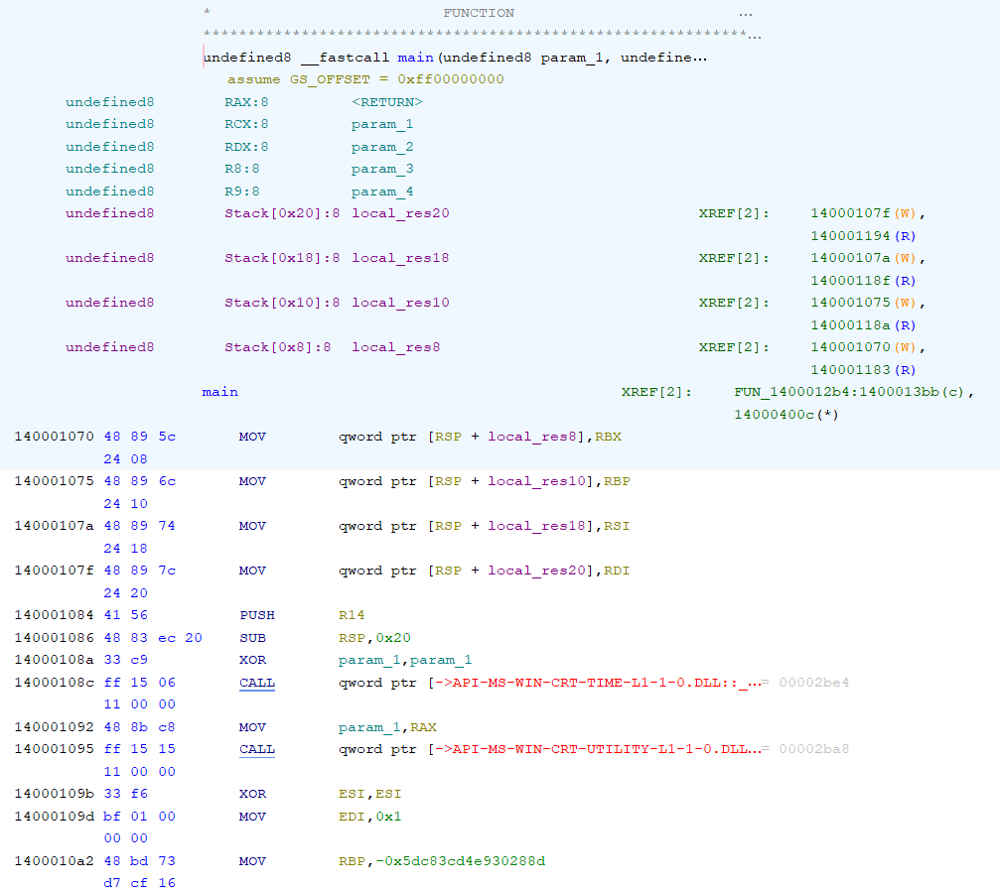 * FUNCTION ...
*************************************************************...
undefined8 __fastcall main(undefined8 param_1, undefine...
assume GS_OFFSET = 0xff00000000
undefined8 RAX:8 <RETURN>
undefined8 RCX:8 param_1
undefined8 RDX:8 param_2
undefined8 R8:8 param_3
undefined8 R9:8 param_4
undefined8 Stack[0x20]:8 local_res20 XREF[2]: 14000107f(W),
140001194(R)
undefined8 Stack[0x18]:8 local_res18 XREF[2]: 14000107a(W),
14000118f(R)
undefined8 Stack[0x10]:8 local_res10 XREF[2]: 140001075(W),
14000118a(R)
undefined8 Stack[0x8]:8 local_res8 XREF[2]: 140001070(W),
140001183(R)
main XREF[2]: FUN_1400012b4:1400013bb(c),
14000400c(*)
140001070 48 89 5c MOV qword ptr [RSP + local_res8],RBX
24 08
140001075 48 89 6c MOV qword ptr [RSP + local_res10],RBP
24 10
14000107a 48 89 74 MOV qword ptr [RSP + local_res18],RSI
24 18
14000107f 48 89 7c MOV qword ptr [RSP + local_res20],RDI
24 20
140001084 41 56 PUSH R14
140001086 48 83 ec 20 SUB RSP,0x20
14000108a 33 c9 XOR param_1,param_1
14000108c ff 15 06 CALL qword ptr [->API-MS-WIN-CRT-TIME-L1-1-0.DLL::_...= 00002be4
11 00 00
140001092 48 8b c8 MOV param_1,RAX
140001095 ff 15 15 CALL qword ptr [->API-MS-WIN-CRT-UTILITY-L1-1-0.DLL...= 00002ba8
11 00 00
14000109b 33 f6 XOR ESI,ESI
14000109d bf 01 00 MOV EDI,0x1
00 00
1400010a2 48 bd 73 MOV RBP,-0x5dc83cd4e930288d
d7 cf 16